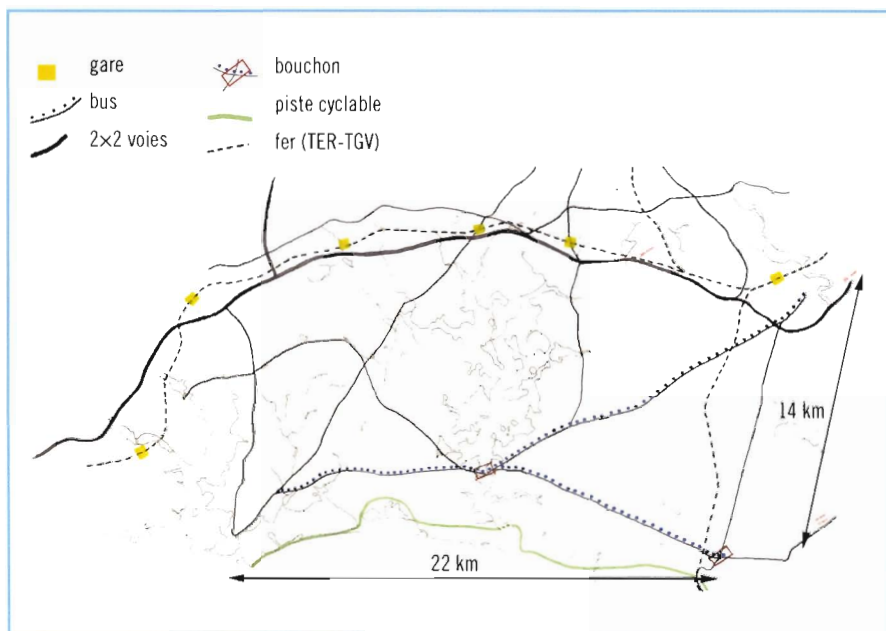 gare
bouchon
bus
piste cyclable
2×2 voies
fer (TER-TGV)
14 km
22 km